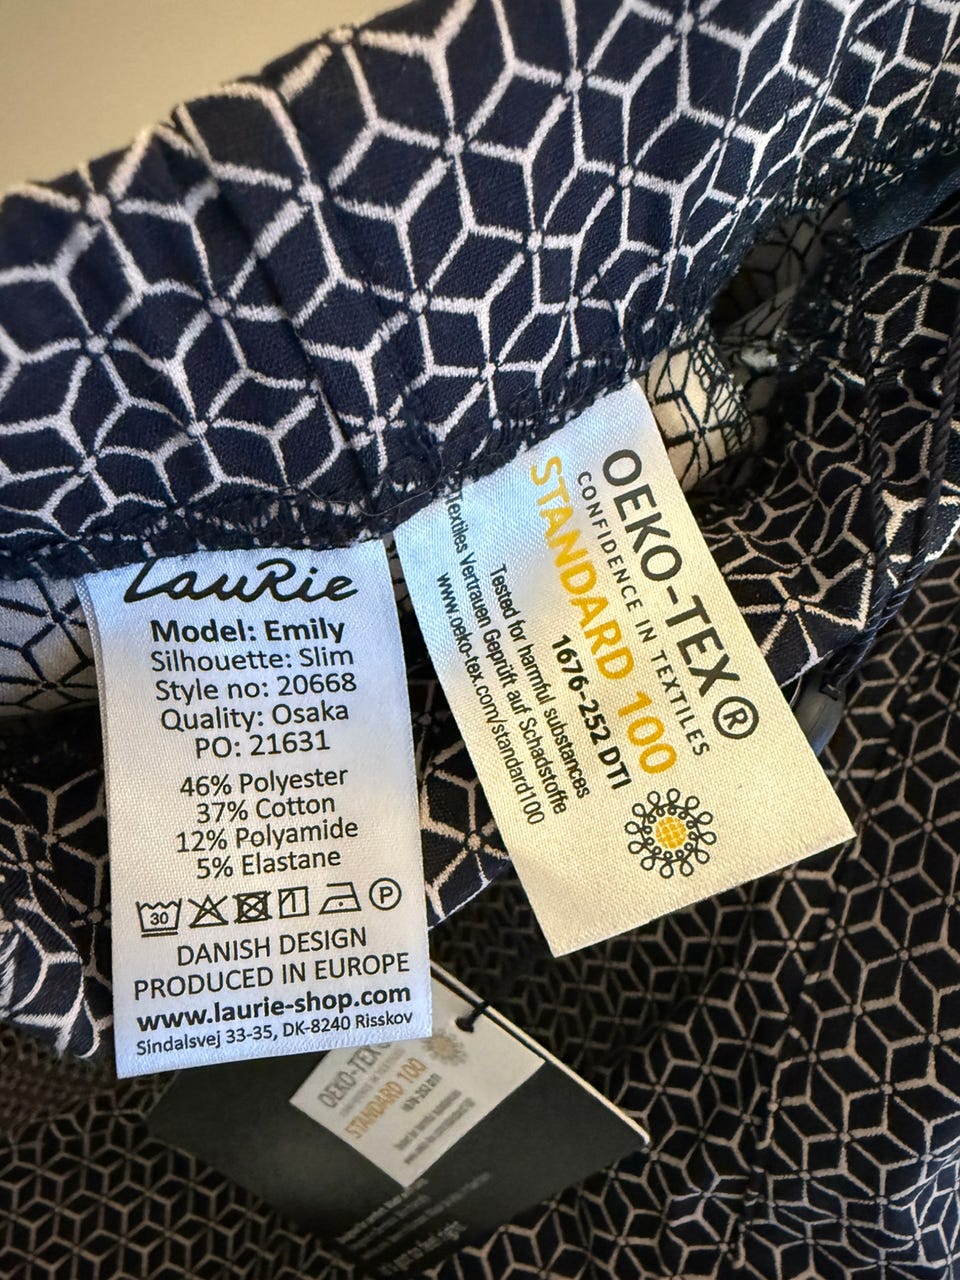 LauRie
Model: Emily
Silhouette: Slim
Style no: 20668
Quality: Osaka
PO: 21631
46% Polyester
37% Cotton
12% Polyamide
5% Elastane
30
P
DANISH DESIGN
PRODUCED IN EUROPE
www.laurie-shop.com
Sindalsvej 33-35, DK-8240 Risskov
OEKO-TEX®
CONFIDENCE IN TEXTILES
STANDARD 100
1676-252 DTI
Tested for harmful substances
Textiles Vertrauen Geprüft auf Schadstoffe
www.oeko-tex.com/standard100
OEKO-TEX
STANDARD 100
1676-252 DTI